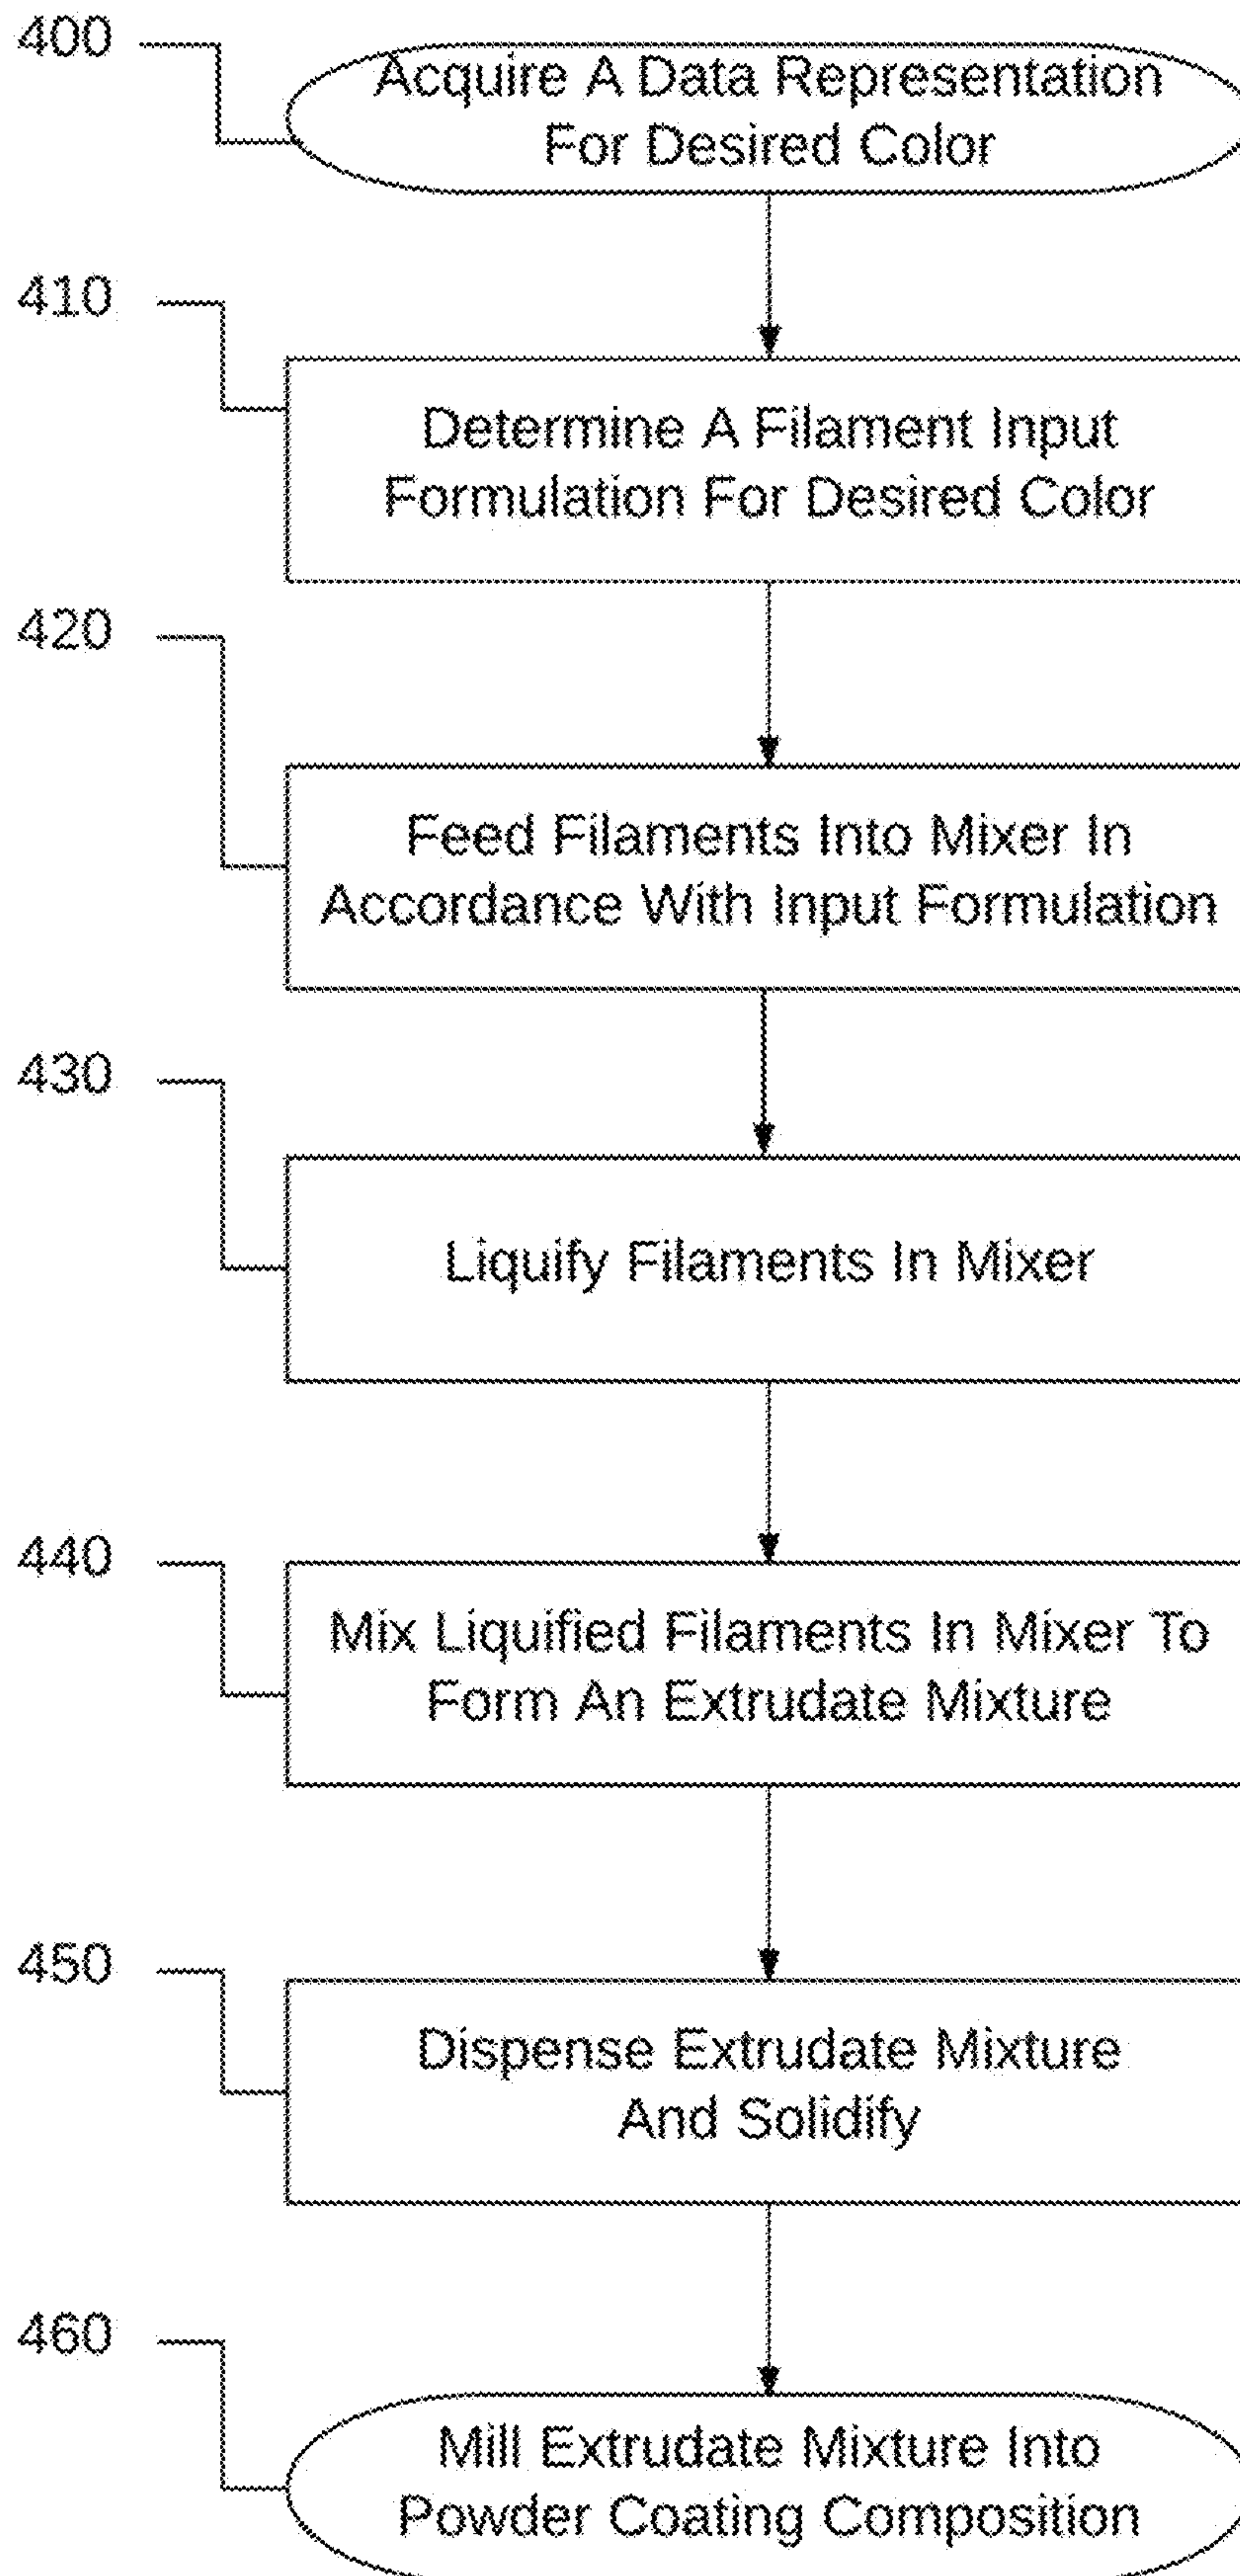 400
Acquire A Data Representation
For Desired Color
410
Determine A Filament Input
Formulation For Desired Color
420
Feed Filaments Into Mixer In
Accordance With Input Formulation
430
Liquify Filaments In Mixer
440
Mix Liquified Filaments In Mixer To
Form An Extrudate Mixture
450
Dispense Extrudate Mixture
And Solidify
460
Mill Extrudate Mixture Into
Powder Coating Composition